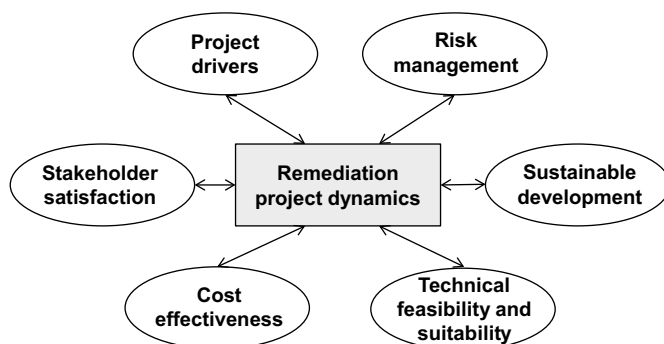 Project
drivers
Risk
management
Stakeholder
satisfaction
Remediation
project dynamics
Sustainable
development
Cost
effectiveness
Technical
feasibility and
suitability